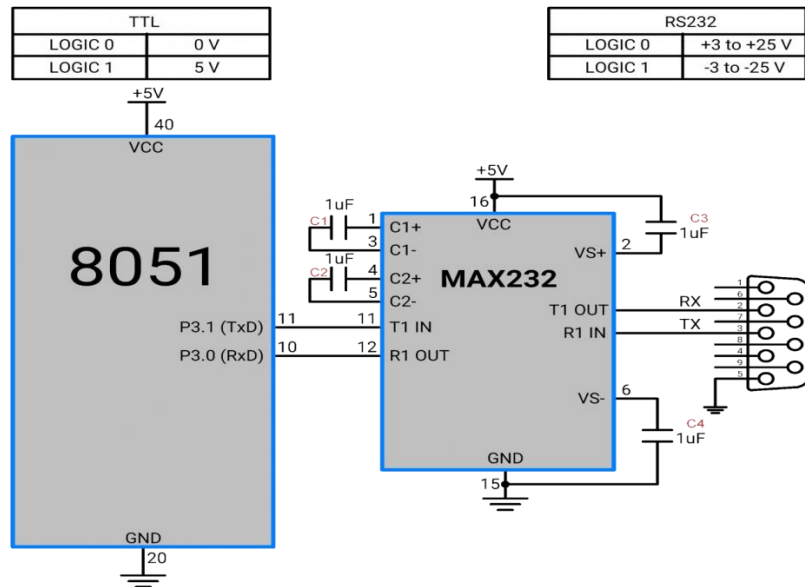 TTL
LOGIC 0 0 V
LOGIC 1 5 V
RS232
LOGIC 0 +3 to +25 V
LOGIC 1 -3 to -25 V
+5V
40
VCC
8051
P3.1 (TxD)
11
P3.0 (RxD)
10
GND
20
+5V
16
VCC
C1
1uF
1
C1+
3
C1-
C2
1uF
4
C2+
5
C2-
MAX232
11
T1 IN
12
R1 OUT
VS+
2
C3
1uF
T1 OUT
RX
R1 IN
TX
VS-
6
C4
1uF
GND
15
1
6
2
7
3
8
4
9
5